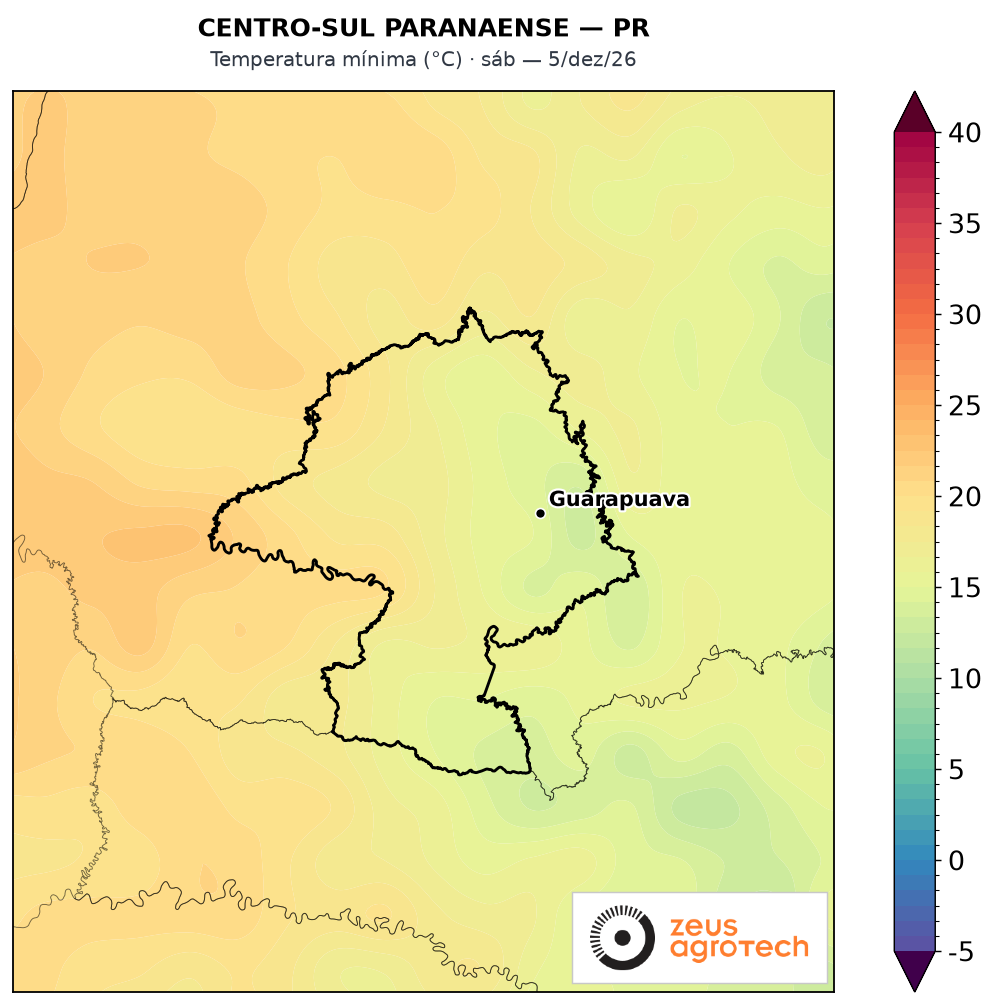 CENTRO-SUL PARANAENSE — PR
Temperatura mínima (°C) · sáb — 5/dez/26
40
35
30
25
20
15
10
5
0
-5
Guarapuava
zeus
agrotech